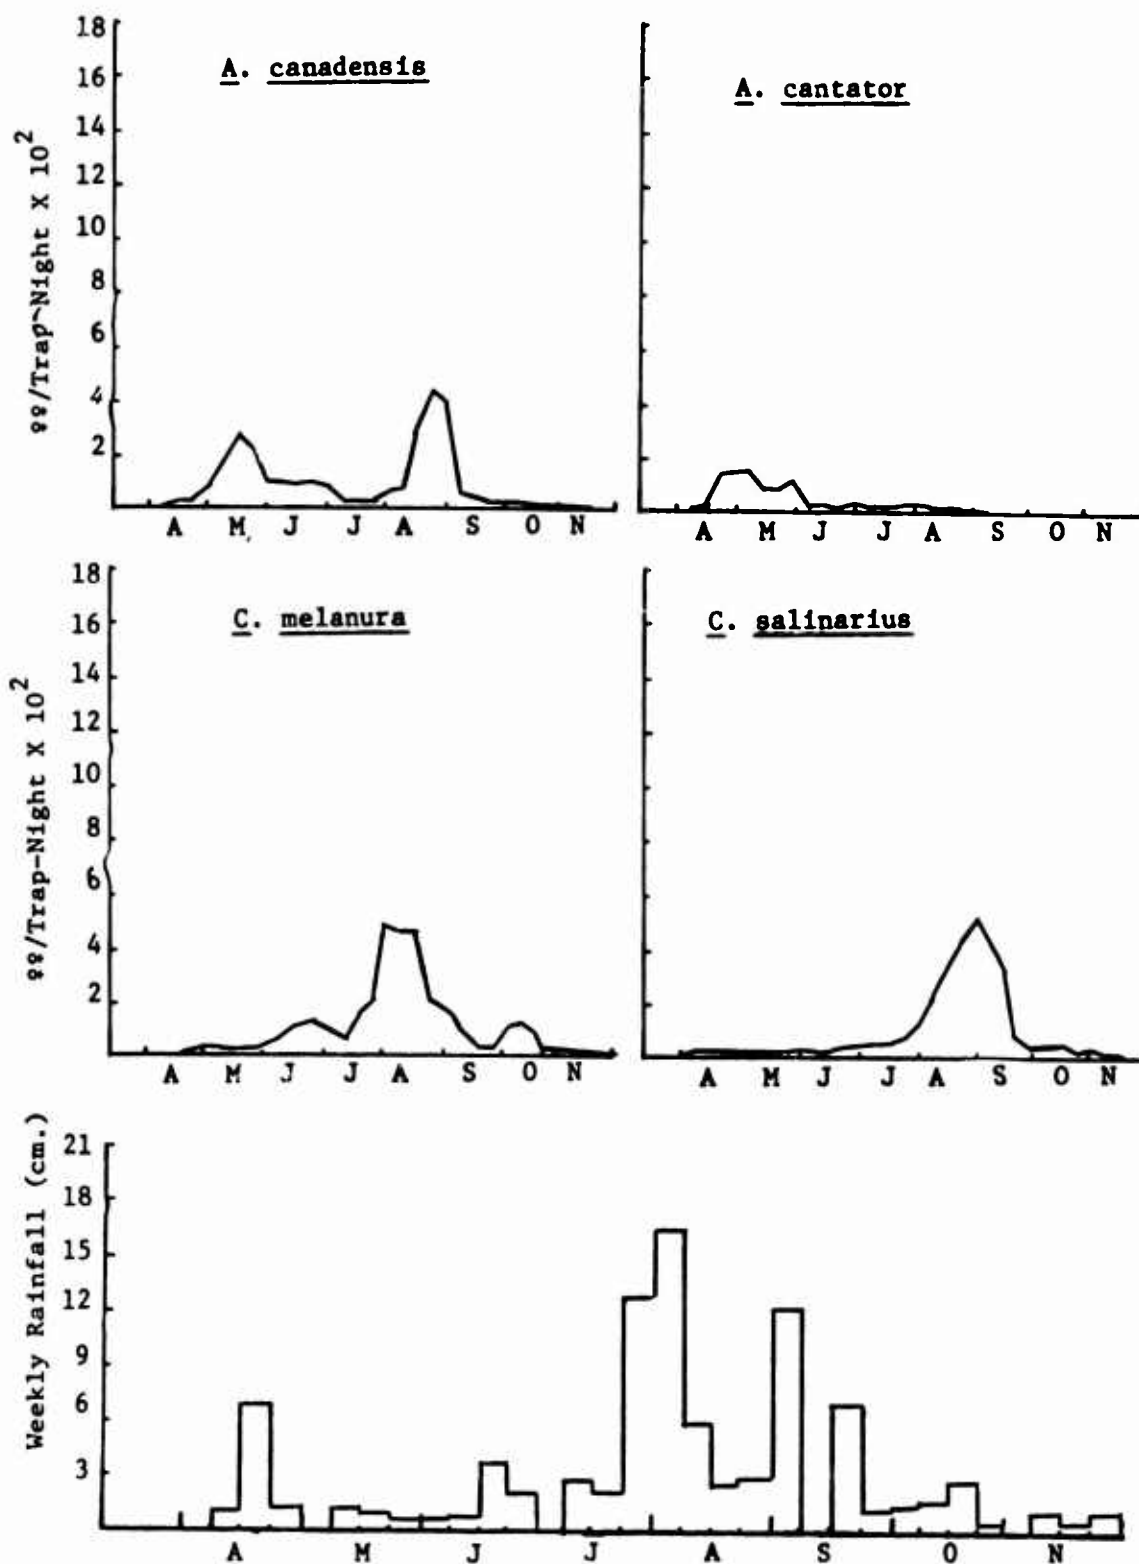 A. canadensis
A. cantator
♀♀/Trap-Night X 10²
18
16
14
12
10
8
6
4
2
A M J J A S O N
A M J J A S O N
C. melanura
C. salinarius
♀♀/Trap-Night X 10²
18
16
14
12
10
8
6
4
2
A M J J A S O N
A M J J A S O N
Weekly Rainfall (cm.)
21
18
15
12
9
6
3
A M J J A S O N